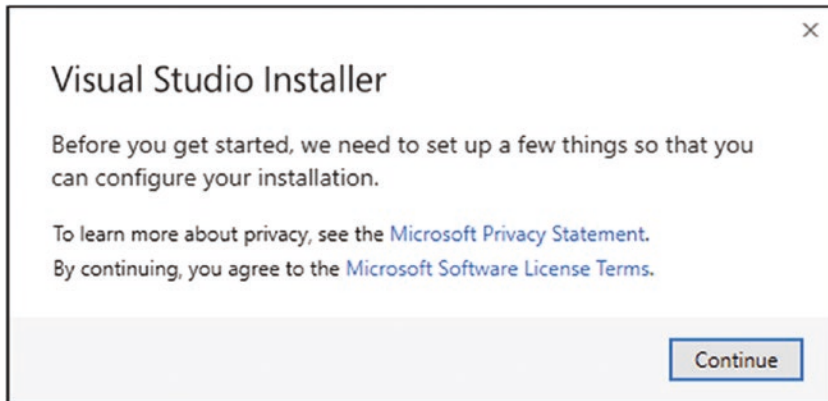 Visual Studio Installer
Before you get started, we need to set up a few things so that you
can configure your installation.
To learn more about privacy, see the Microsoft Privacy Statement.
By continuing, you agree to the Microsoft Software License Terms.
Continue